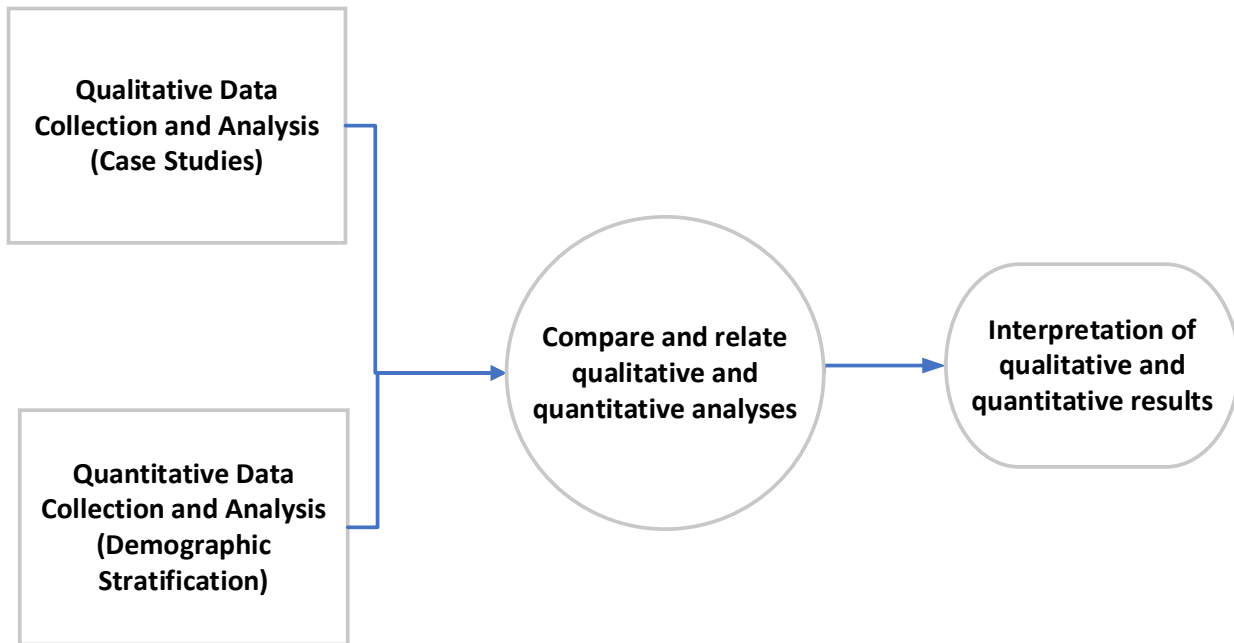 Qualitative Data
Collection and Analysis
(Case Studies)
Quantitative Data
Collection and Analysis
(Demographic
Stratification)
Compare and relate
qualitative and
quantitative analyses
Interpretation of
qualitative and
quantitative results